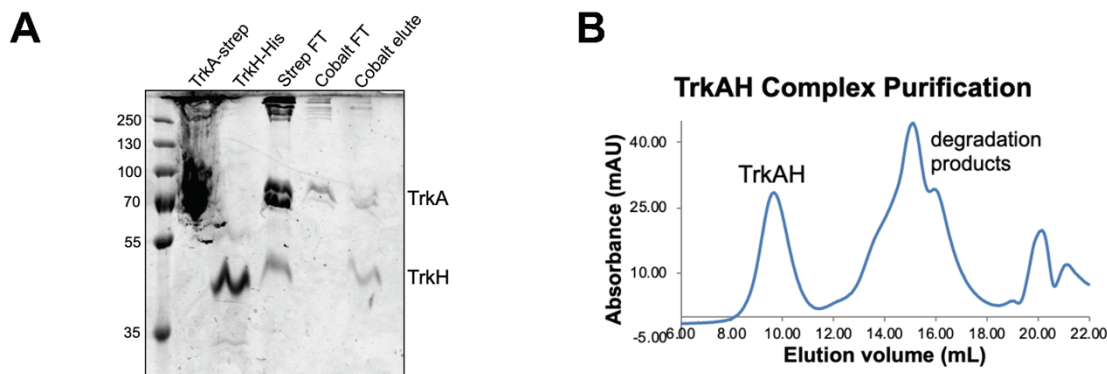 A
TrkA-strep
TrkH-His
Strep FT
Cobalt FT
Cobalt elute
250
130
100
70
55
35
TrkA
TrkH
B
TrkAH Complex Purification
Absorbance (mAU)
40.00
25.00
10.00
-5.00
TrkAH
degradation
products
6.00 8.00 10.00 12.00 14.00 16.00 18.00 20.00 22.00
Elution volume (mL)